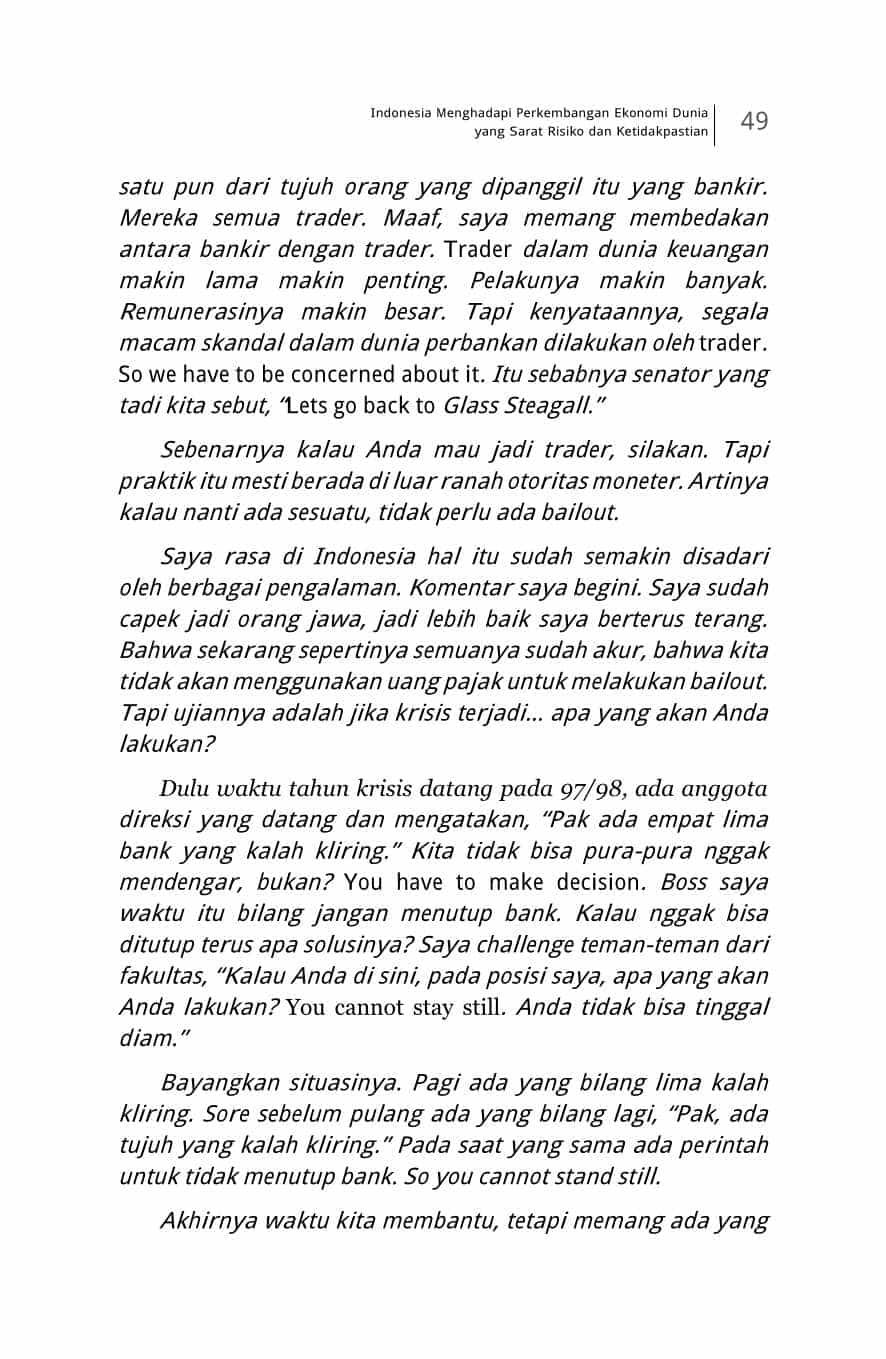 Indonesia Menghadapi Perkembangan Ekonomi Dunia
yang Sarat Risiko dan Ketidakpastian
49
satu pun dari tujuh orang yang dipanggil itu yang bankir.
Mereka semua trader. Maaf, saya memang membedakan
antara bankir dengan trader. Trader dalam dunia keuangan
makin lama makin penting. Pelakunya makin banyak.
Remunerasinya makin besar. Tapi kenyataannya, segala
macam skandal dalam dunia perbankan dilakukan oleh trader.
So we have to be concerned about it. Itu sebabnya senator yang
tadi kita sebut, “Lets go back to Glass Steagall.”
Sebenarnya kalau Anda mau jadi trader, silakan. Tapi
praktik itu mesti berada di luar ranah otoritas moneter. Artinya
kalau nanti ada sesuatu, tidak perlu ada bailout.
Saya rasa di Indonesia hal itu sudah semakin disadari
oleh berbagai pengalaman. Komentar saya begini. Saya sudah
capek jadi orang jawa, jadi lebih baik saya berterus terang.
Bahwa sekarang sepertinya semuanya sudah akur, bahwa kita
tidak akan menggunakan uang pajak untuk melakukan bailout.
Tapi ujiannya adalah jika krisis terjadi... apa yang akan Anda
lakukan?
Dulu waktu tahun krisis datang pada 97/98, ada anggota
direksi yang datang dan mengatakan, “Pak ada empat lima
bank yang kalah kliring.” Kita tidak bisa pura-pura nggak
mendengar, bukan? You have to make decision. Boss saya
waktu itu bilang jangan menutup bank. Kalau nggak bisa
ditutup terus apa solusinya? Saya challenge teman-teman dari
fakultas, “Kalau Anda di sini, pada posisi saya, apa yang akan
Anda lakukan? You cannot stay still. Anda tidak bisa tinggal
diam.”
Bayangkan situasinya. Pagi ada yang bilang lima kalah
kliring. Sore sebelum pulang ada yang bilang lagi, “Pak, ada
tujuh yang kalah kliring.” Pada saat yang sama ada perintah
untuk tidak menutup bank. So you cannot stand still.
Akhirnya waktu kita membantu, tetapi memang ada yang